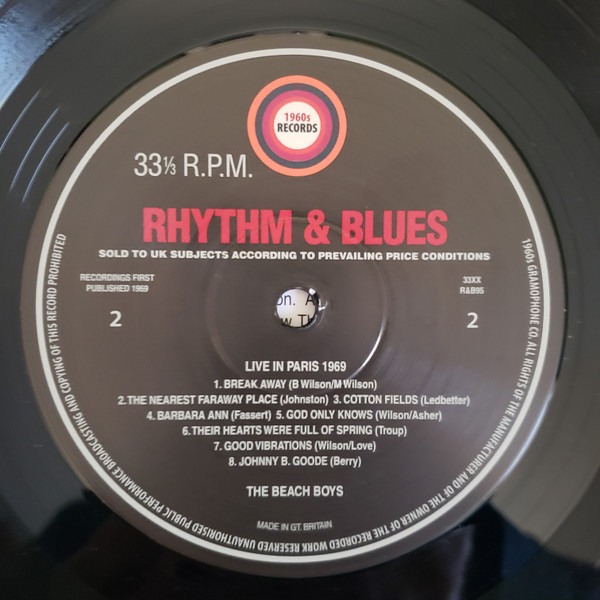 1960s
RECORDS
33⅓ R.P.M.
RHYTHM & BLUES
SOLD TO UK SUBJECTS ACCORDING TO PREVAILING PRICE CONDITIONS
RECORDINGS FIRST
PUBLISHED 1969
33XX
R&B95
2
2
LIVE IN PARIS 1969
1. BREAK AWAY (B Wilson/M Wilson)
2.THE NEAREST FARAWAY PLACE (Johnston) 3. COTTON FIELDS (Ledbetter)
4. BARBARA ANN (Fassert) 5. GOD ONLY KNOWS (Wilson/Asher)
6.THEIR HEARTS WERE FULL OF SPRING (Troup)
7. GOOD VIBRATIONS (Wilson/Love)
8. JOHNNY B. GOODE (Berry)
THE BEACH BOYS
MADE IN GT. BRITAIN
1960s GRAMOPHONE CO. ALL RIGHTS OF THE MANUFACTURER AND OF THE OWNER OF THE RECORDED WORK RESERVED UNAUTHORISED PUBLIC PERFORMANCE BROADCASTING AND COPYING OF THIS RECORD PROHIBITED